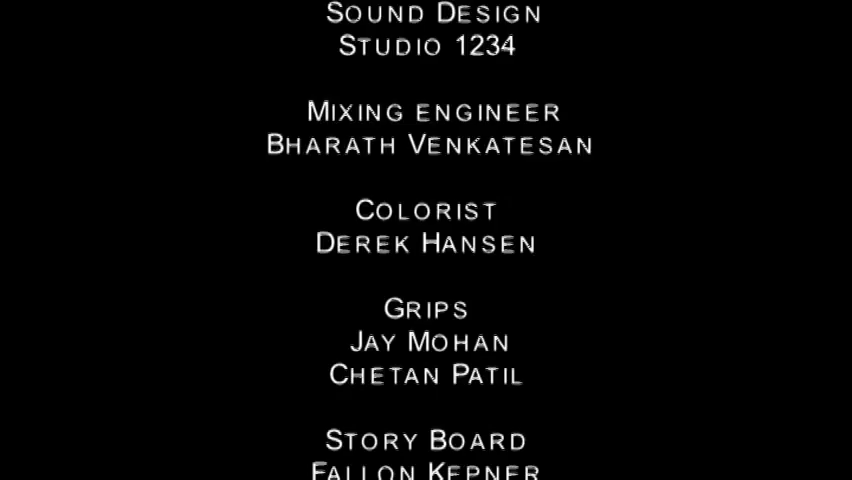 Sound Design
Studio 1234
Mixing engineer
Bharath Venkatesan
Colorist
Derek Hansen
Grips
Jay Mohan
Chetan Patil
Story Board
Fallon Kepner